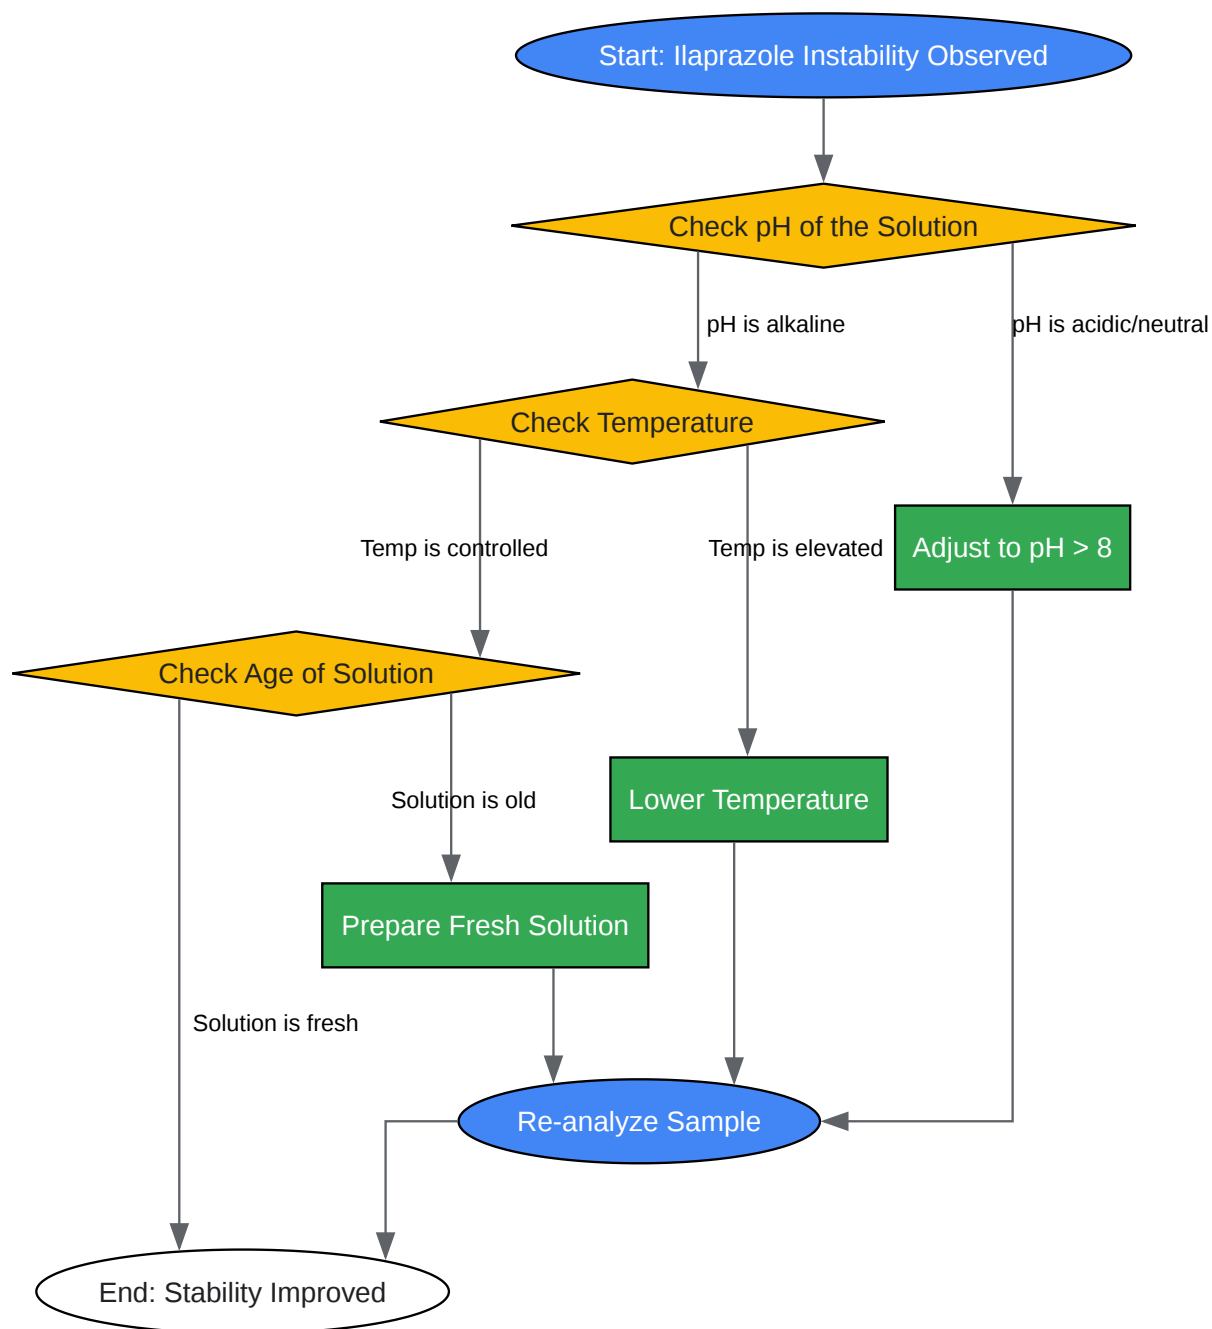 Start: Ilaprazole Instability Observed
Check pH of the Solution
pH is alkaline
pH is acidic/neutral
Check Temperature
Temp is controlled
Temp is elevated
Adjust to pH > 8
Check Age of Solution
Solution is old
Lower Temperature
Prepare Fresh Solution
Solution is fresh
Re-analyze Sample
End: Stability Improved